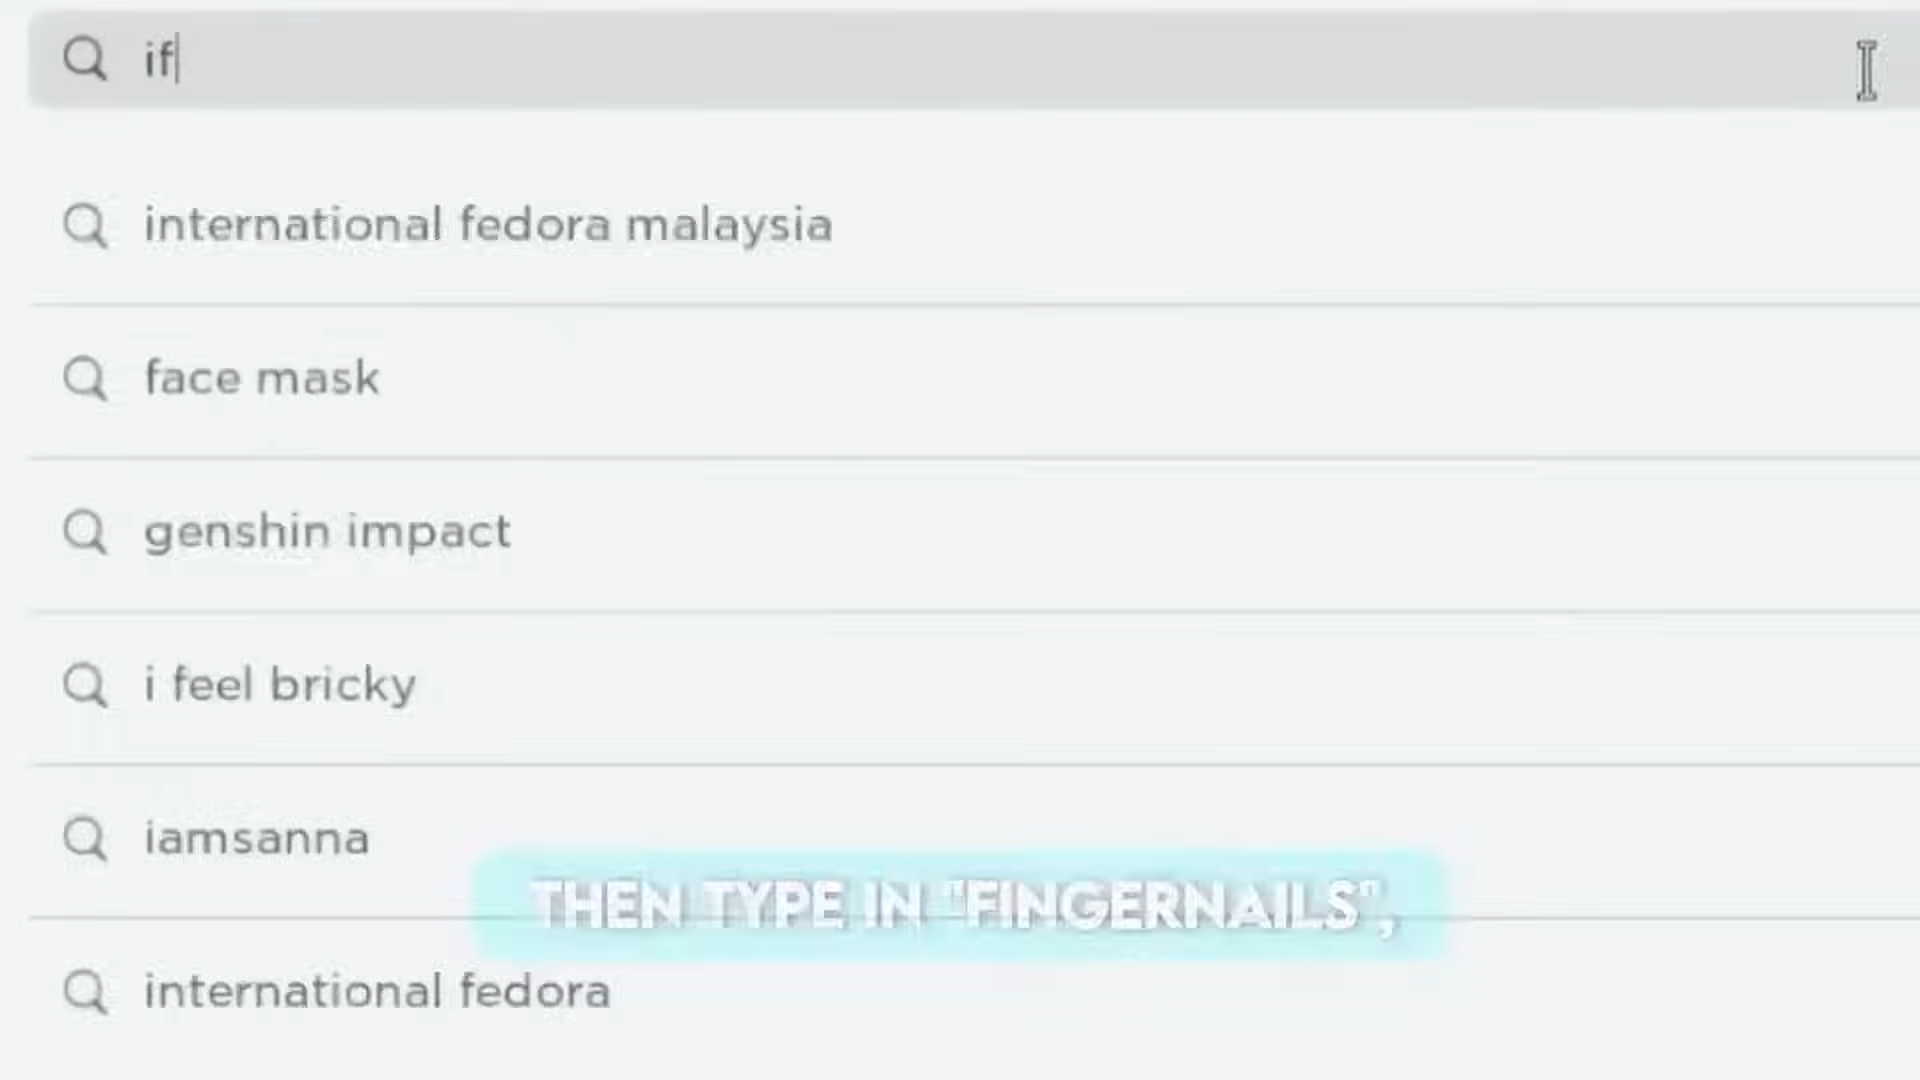 if
international fedora malaysia
face mask
genshin impact
i feel bricky
iamsanna
THEN TYPE IN "FINGERNAILS",
international fedora